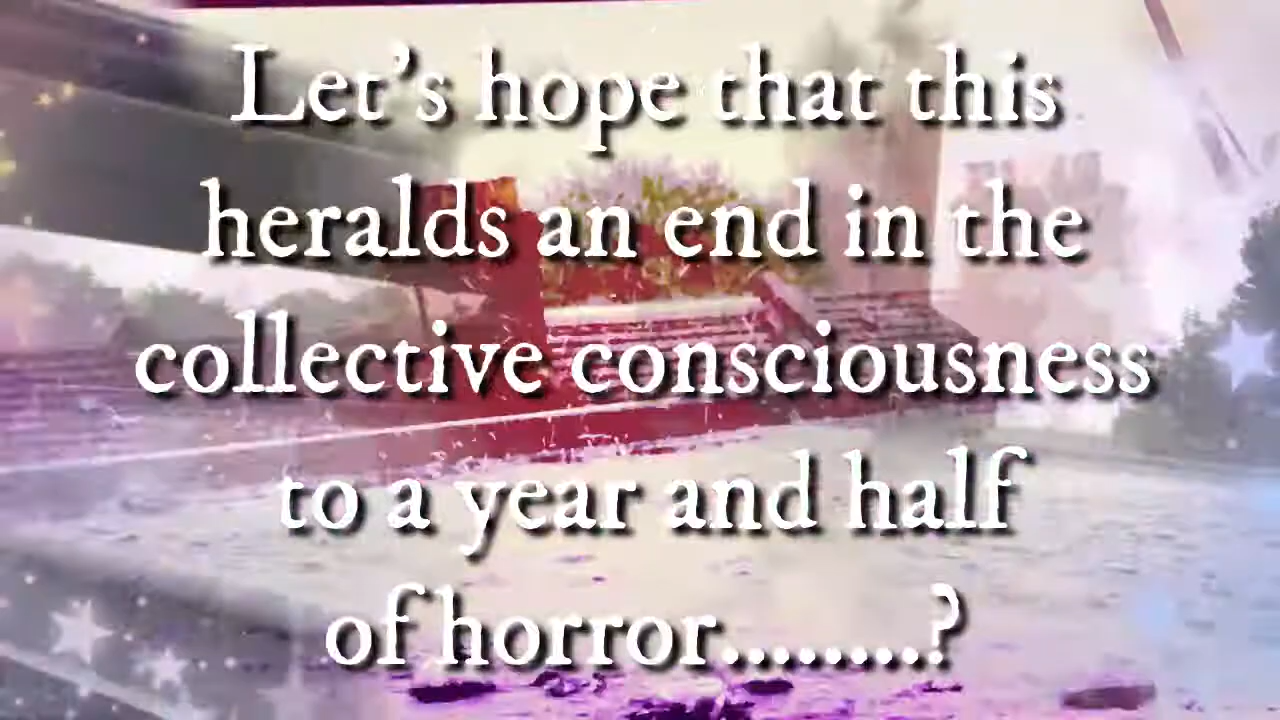 Let's hope that this
heralds an end in the
collective consciousness
to a year and half
of horror........?